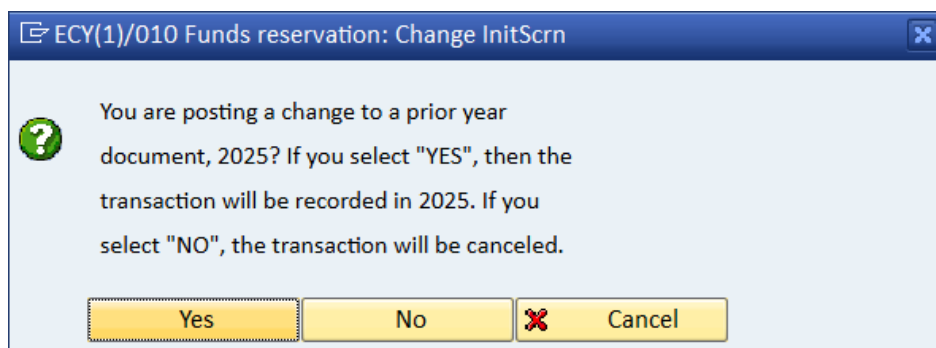 ECY(1)/010 Funds reservation: Change InitScrn
You are posting a change to a prior year
document, 2025? If you select "YES", then the
transaction will be recorded in 2025. If you
select "NO", the transaction will be canceled.
Yes No Cancel